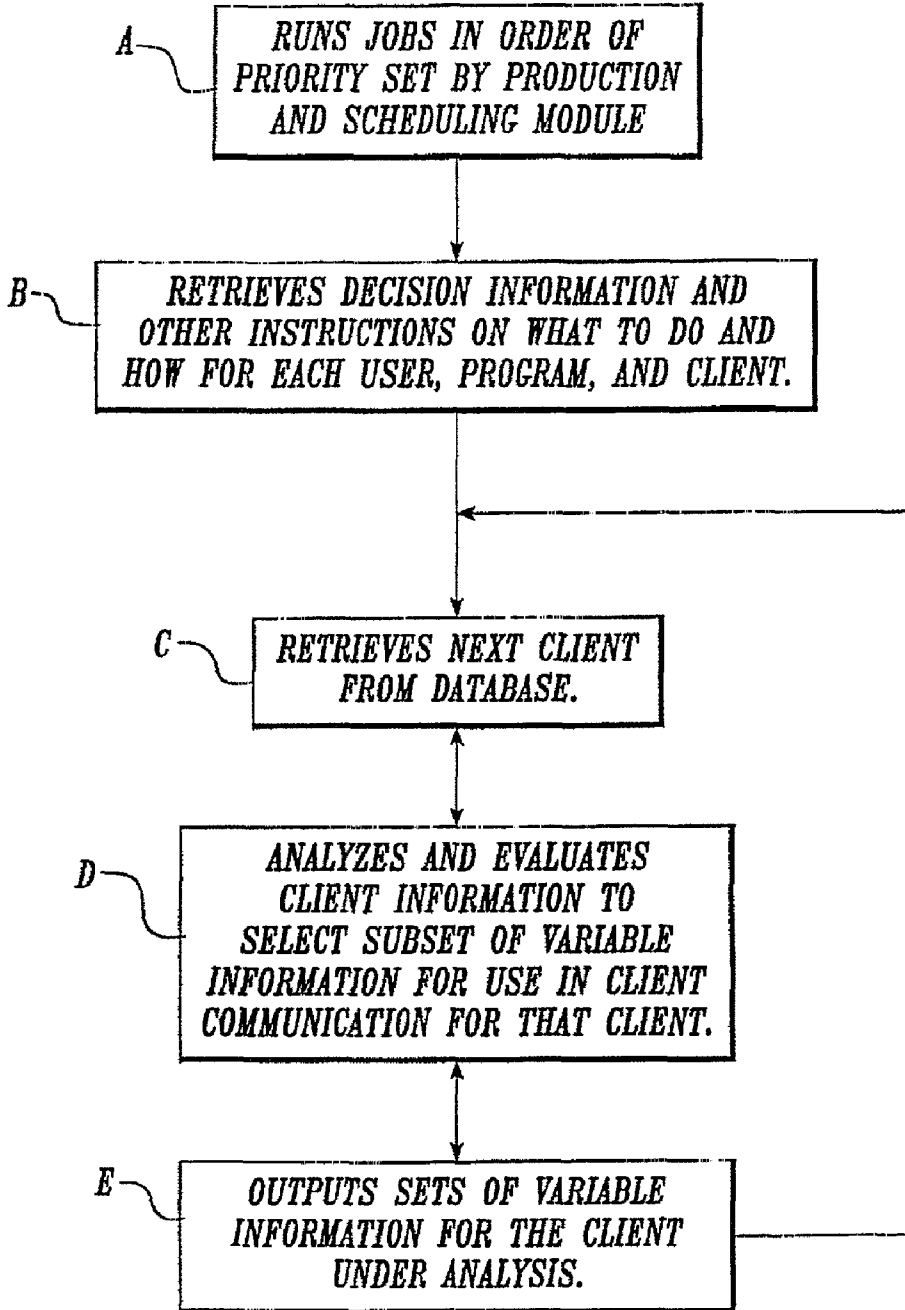 A
RUNS JOBS IN ORDER OF
PRIORITY SET BY PRODUCTION
AND SCHEDULING MODULE
B
RETRIEVES DECISION INFORMATION AND
OTHER INSTRUCTIONS ON WHAT TO DO AND
HOW FOR EACH USER, PROGRAM, AND CLIENT.
C
RETRIEVES NEXT CLIENT
FROM DATABASE.
D
ANALYZES AND EVALUATES
CLIENT INFORMATION TO
SELECT SUBSET OF VARIABLE
INFORMATION FOR USE IN CLIENT
COMMUNICATION FOR THAT CLIENT.
E
OUTPUTS SETS OF VARIABLE
INFORMATION FOR THE CLIENT
UNDER ANALYSIS.